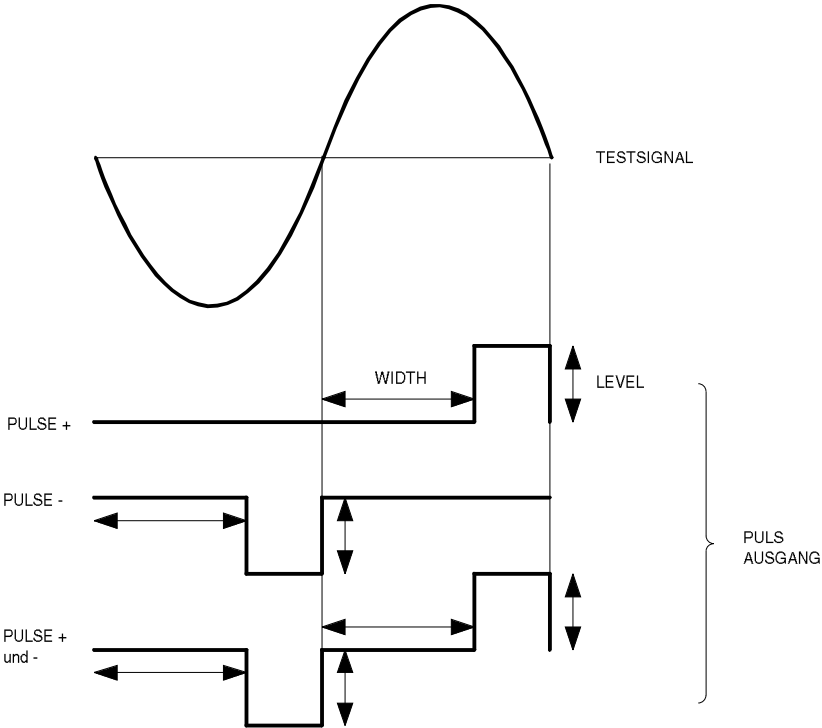 TESTSIGNAL
WIDTH
LEVEL
PULSE +
PULSE -
PULS
AUSGANG
PULSE +
und -